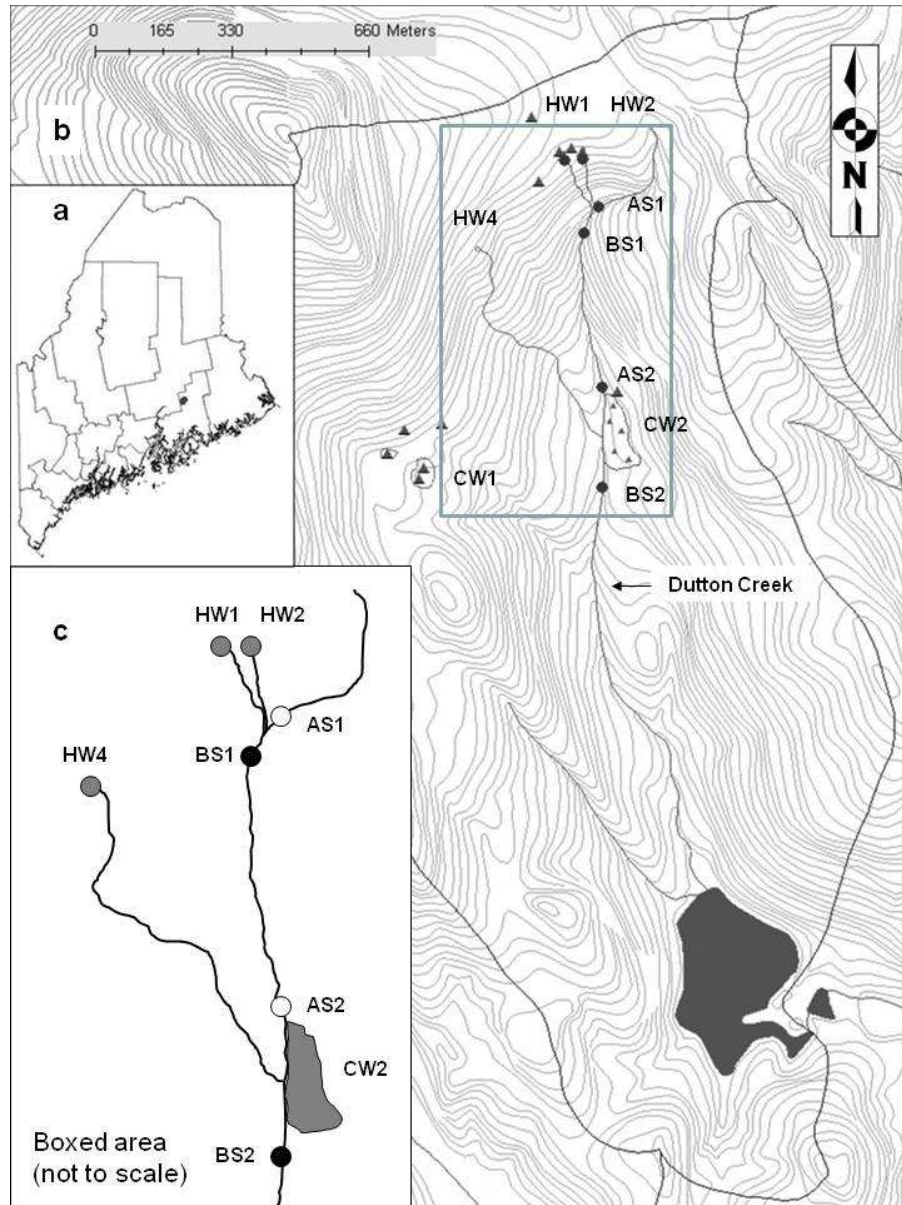 0 165 330 660 Meters
b
HW1 HW2
N
a
AS1
HW4
BS1
AS2
CW2
CW1
BS2
Dutton Creek
c
HW1 HW2
AS1
BS1
HW4
AS2
CW2
BS2
Boxed area
(not to scale)